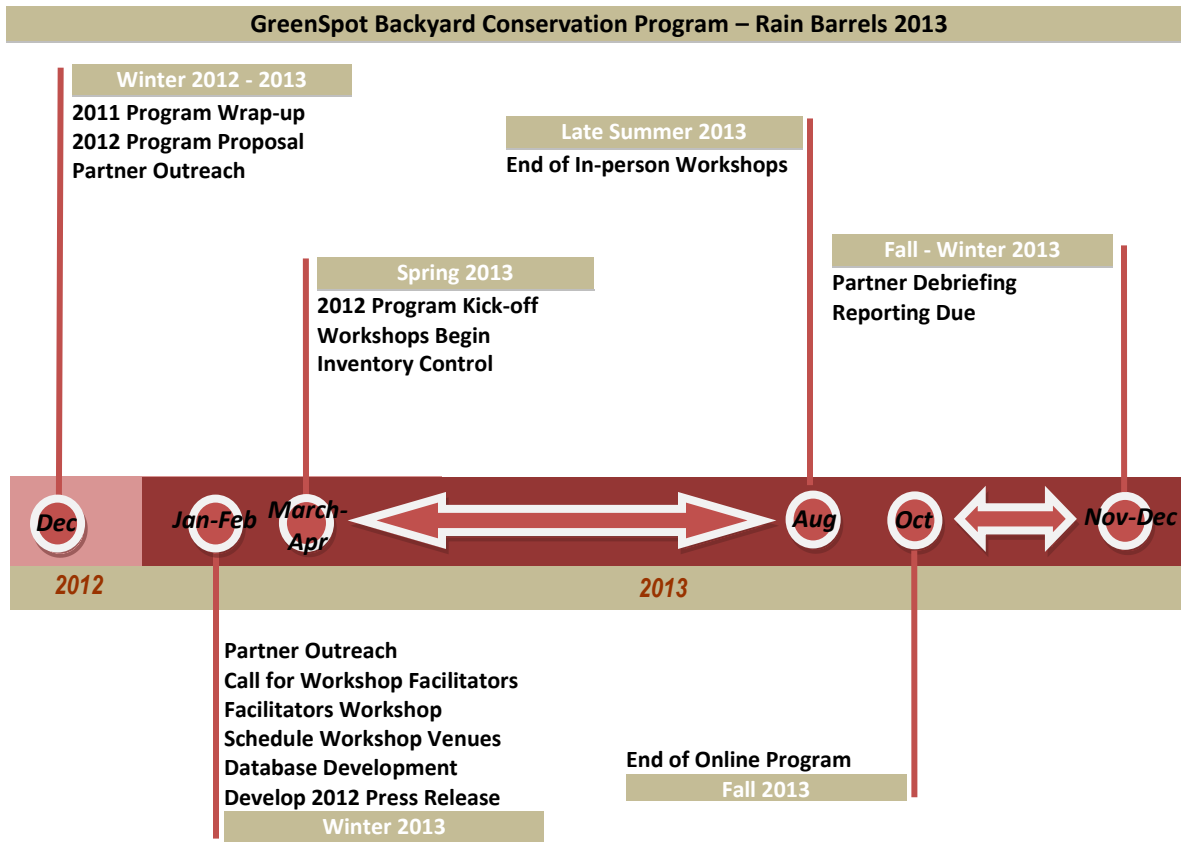 GreenSpot Backyard Conservation Program – Rain Barrels 2013
Winter 2012 - 2013
2011 Program Wrap-up
2012 Program Proposal
Partner Outreach
Late Summer 2013
End of In-person Workshops
Fall - Winter 2013
Partner Debriefing
Reporting Due
Spring 2013
2012 Program Kick-off
Workshops Begin
Inventory Control
Dec
Jan-Feb
March-
Apr
Aug
Oct
Nov-Dec
2012
2013
Partner Outreach
Call for Workshop Facilitators
Facilitators Workshop
Schedule Workshop Venues
Database Development
Develop 2012 Press Release
Winter 2013
End of Online Program
Fall 2013